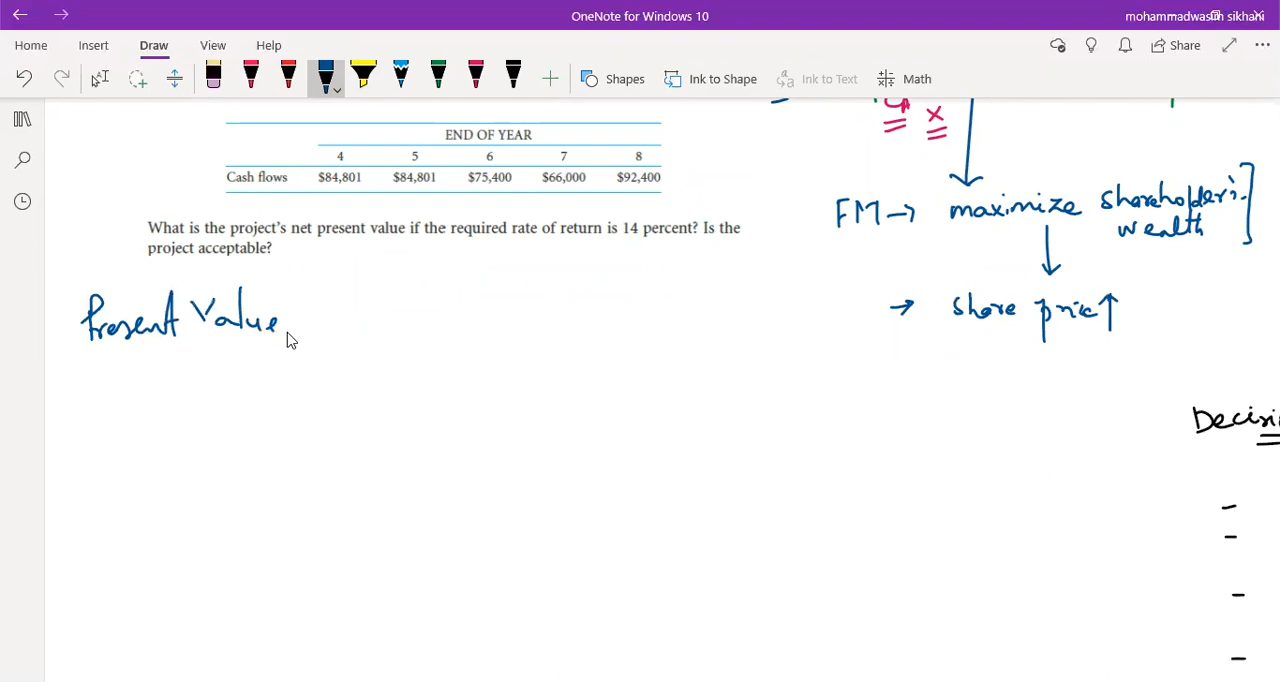 OneNote for Windows 10
Home Insert Draw View Help
Share
Shapes Ink to Shape Ink to Text Math
x
END OF YEAR
4 5 6 7 8
Cash flows $84,801 $84,801 $75,400 $66,000 $92,400
What is the project's net present value if the required rate of return is 14 percent? Is the
project acceptable?
FM → maximize shareholder's
wealth
Present Value
→ share pric ↑